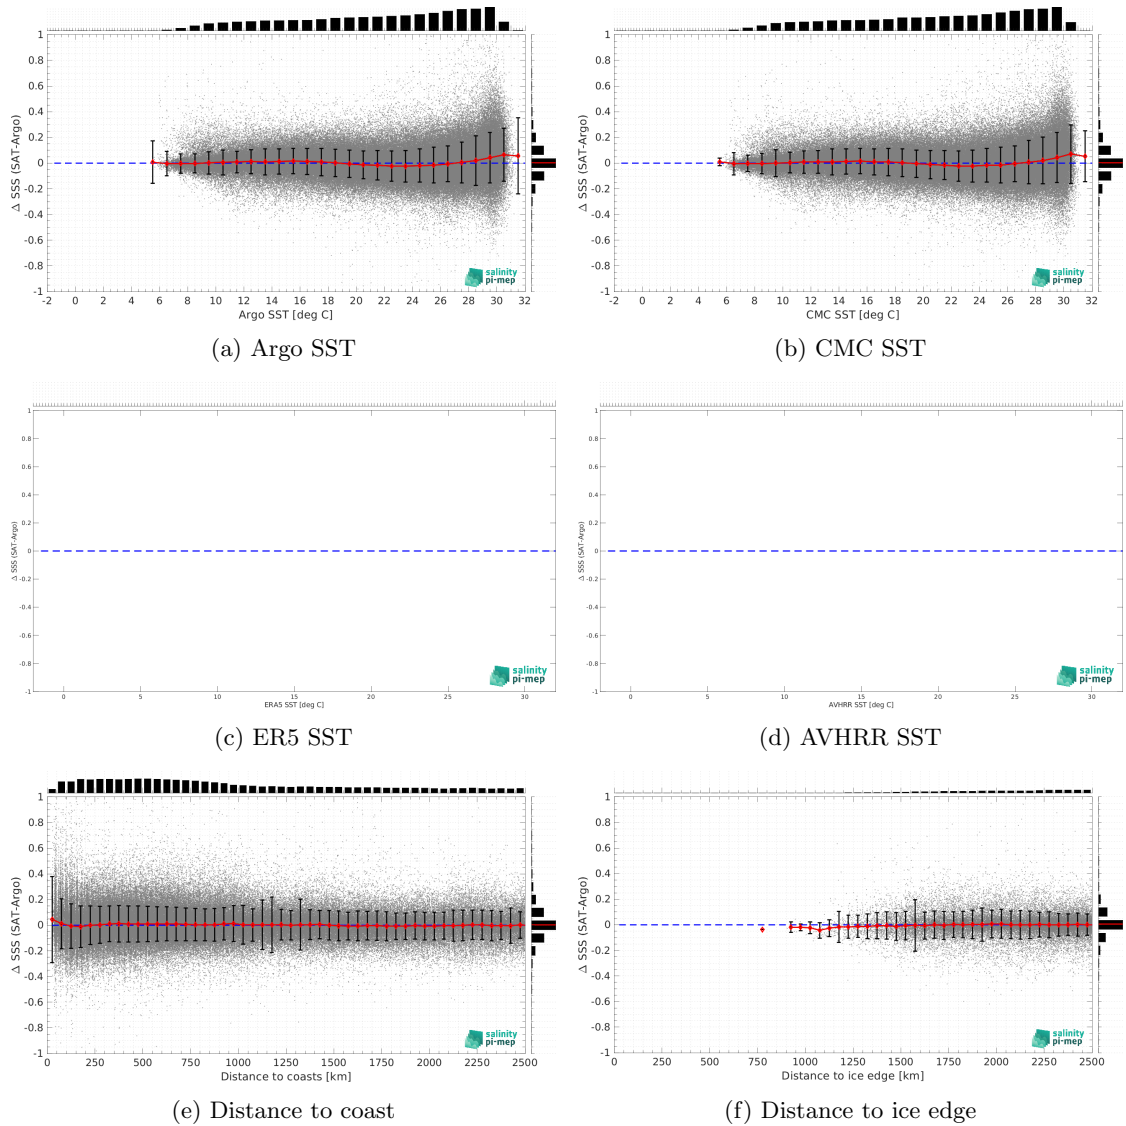 1
0.8
0.6
0.4
0.2
0
-0.2
-0.4
-0.6
-0.8
-1
Δ SSS (SAT-Argo)
-2 0 2 4 6 8 10 12 14 16 18 20 22 24 26 28 30 32
Argo SST [deg C]
salinity
pi-mep
(a) Argo SST
1
0.8
0.6
0.4
0.2
0
-0.2
-0.4
-0.6
-0.8
-1
Δ SSS (SAT-Argo)
-2 0 2 4 6 8 10 12 14 16 18 20 22 24 26 28 30 32
CMC SST [deg C]
salinity
pi-mep
(b) CMC SST
1
0.8
0.6
0.4
0.2
0
-0.2
-0.4
-0.6
-0.8
-1
Δ SSS (SAT-Argo)
0 5 10 15 20 25 30
ERA5 SST [deg C]
salinity
pi-mep
(c) ER5 SST
1
0.8
0.6
0.4
0.2
0
-0.2
-0.4
-0.6
-0.8
-1
Δ SSS (SAT-Argo)
0 5 10 15 20 25 30
AVHRR SST [deg C]
salinity
pi-mep
(d) AVHRR SST
1
0.8
0.6
0.4
0.2
0
-0.2
-0.4
-0.6
-0.8
-1
Δ SSS (SAT-Argo)
0 250 500 750 1000 1250 1500 1750 2000 2250 2500
Distance to coasts [km]
salinity
pi-mep
(e) Distance to coast
1
0.8
0.6
0.4
0.2
0
-0.2
-0.4
-0.6
-0.8
-1
Δ SSS (SAT-Argo)
0 250 500 750 1000 1250 1500 1750 2000 2250 2500
Distance to ice edge [km]
salinity
pi-mep
(f) Distance to ice edge